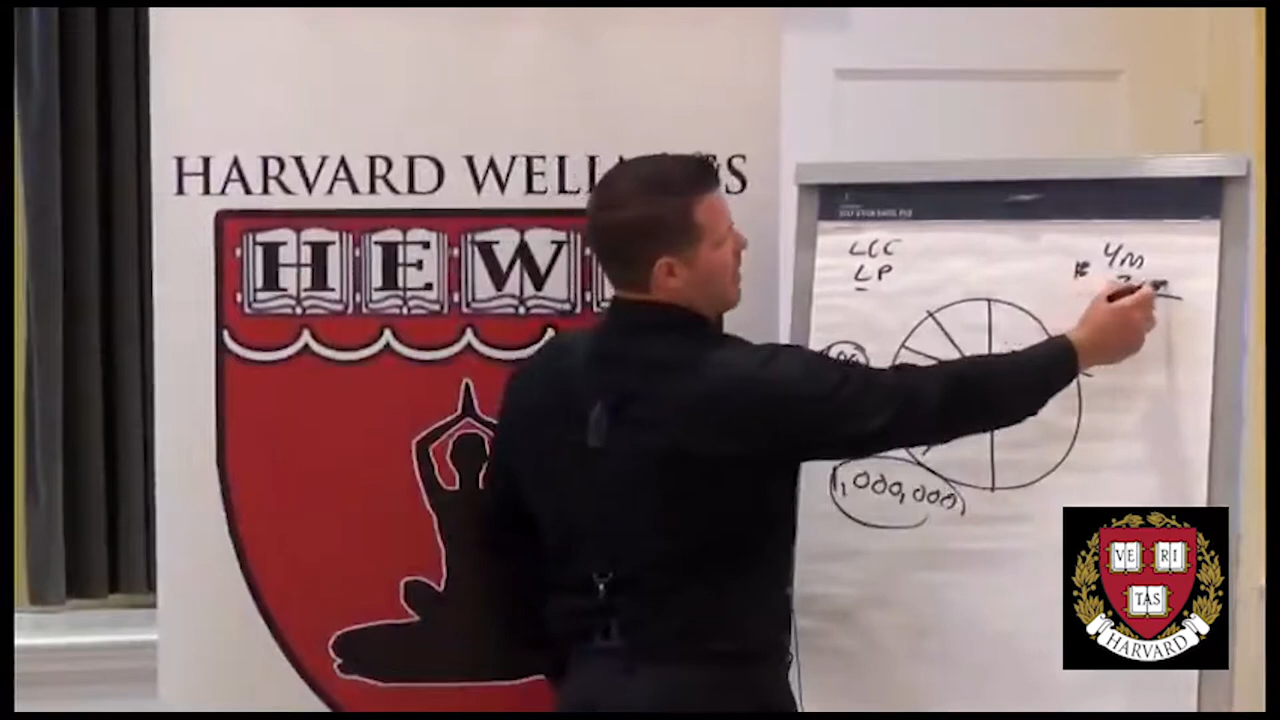 HARVARD WELL
S
HEW
LCC
LP
4m
1,000,000
VE RI
TAS
HARVARD